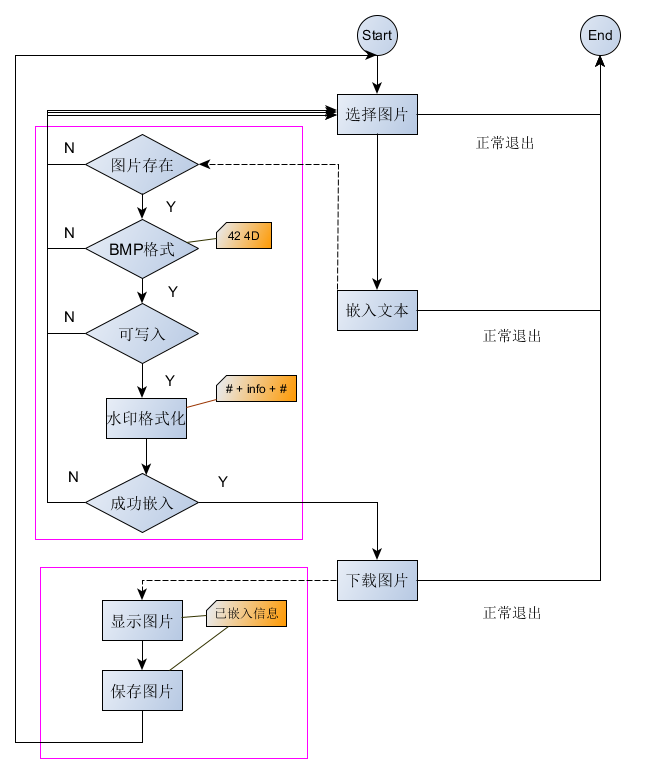 Start
End
选择图片
正常退出
N
图片存在
Y
N
BMP格式
42 4D
Y
N
可写入
嵌入文本
正常退出
Y
# + info + #
水印格式化
N
成功嵌入
Y
下载图片
正常退出
显示图片
已嵌入信息
保存图片